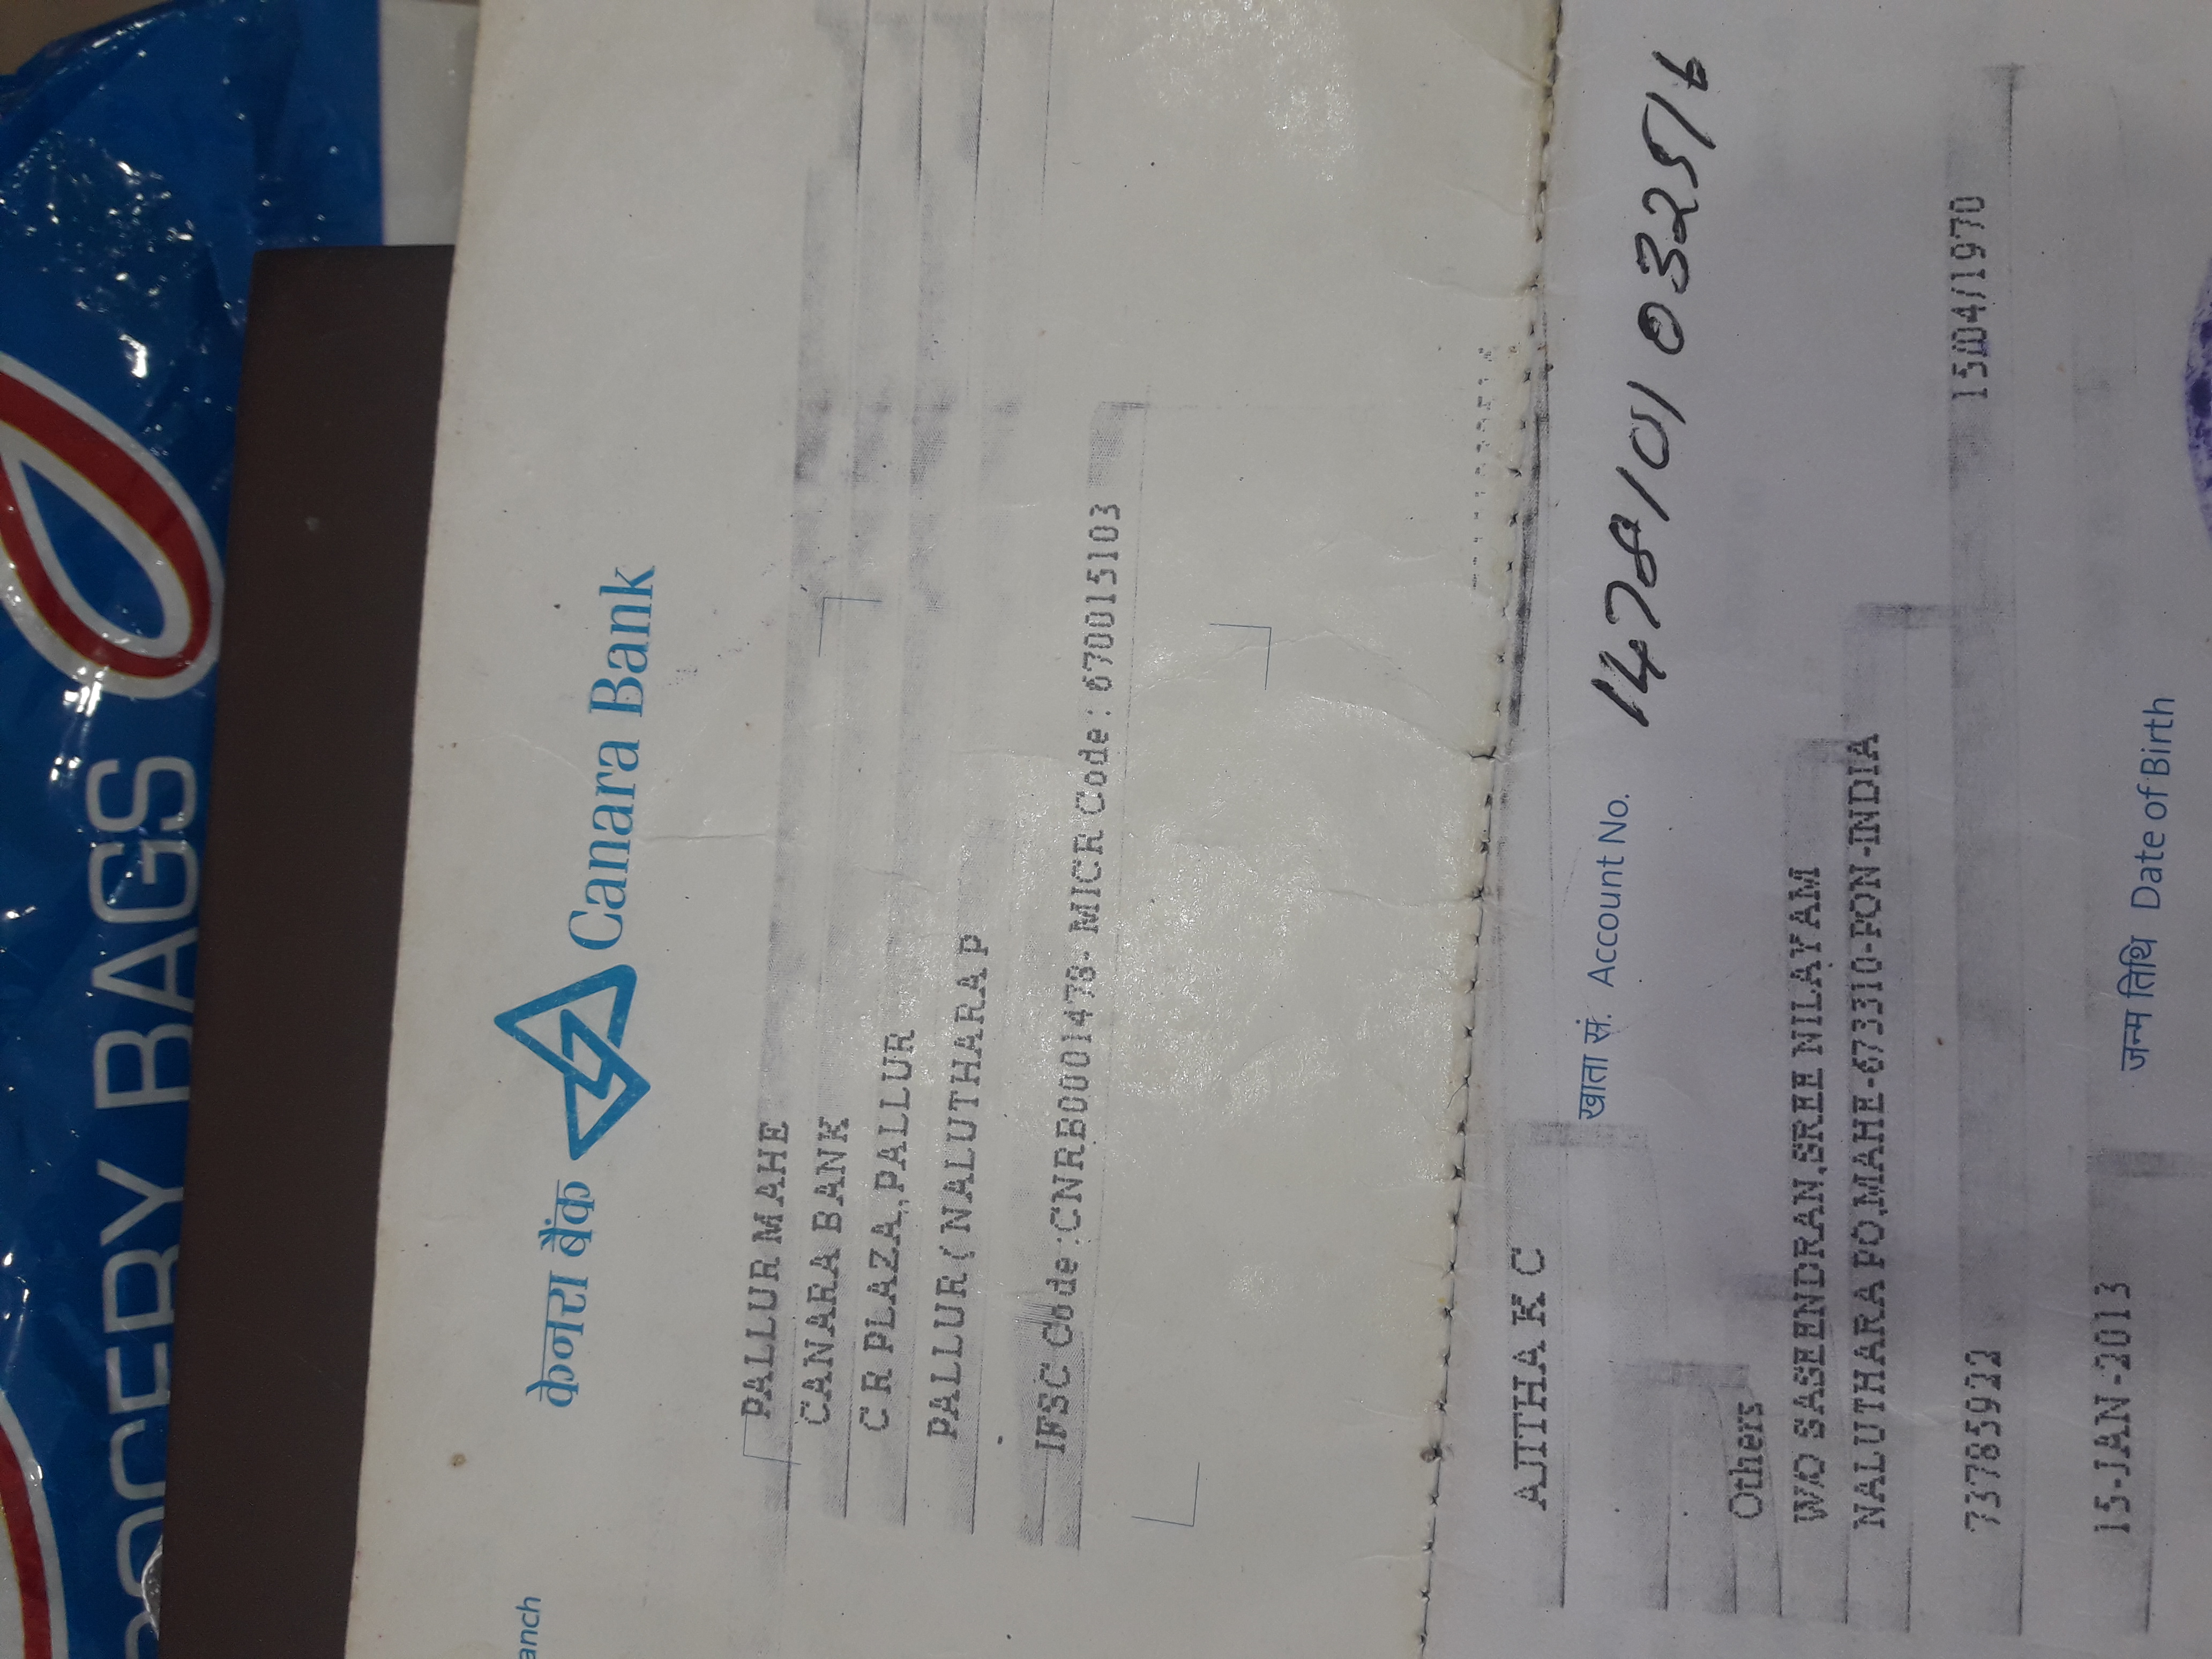 GROCERY BAGS
anch
केनरा बैंक Canara Bank
PALLUR MAHE
CANARA BANK
C R PLAZA,,PALLUR
PALLUR ( NALUTHARA P
IFSC Code :CNRB0001478- MICR Code : 670015103
AJITHA K C
खाता सं. Account No. 1478101032516
Others
W/O SASEENDRAN,SREE NILAYAM
NALUTHARA PO,MAHE-673310-PON-INDIA
73785922 15/04/1970
15-JAN-2013
जन्म तिथि Date of Birth